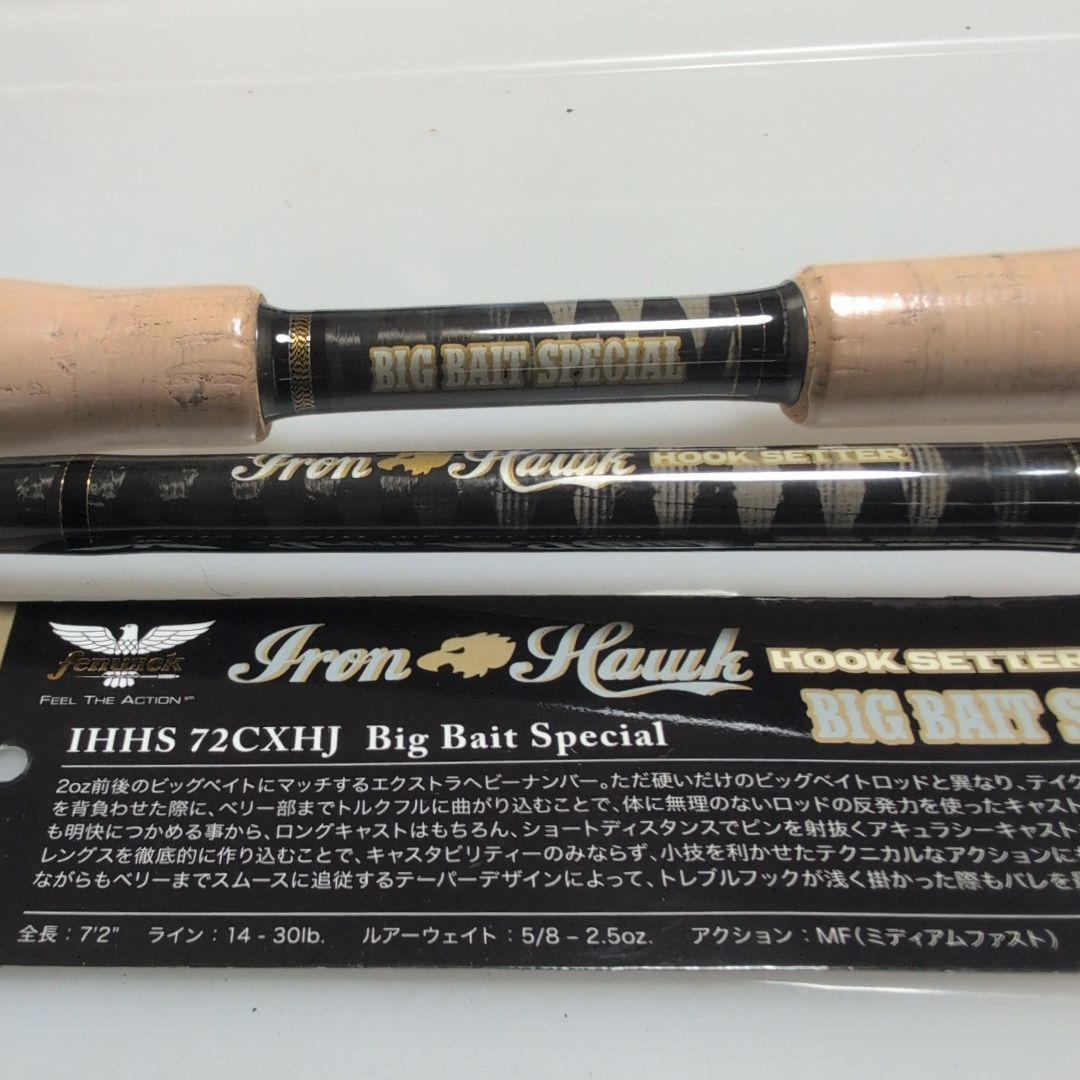 BIG BAIT SPECIAL
Iron Hawk HOOK SETTER
fenwick
FEEL THE ACTION
Iron Hawk HOOK SETTER
BIG BAIT S
IHHS 72CXHJ Big Bait Special
2oz前後のビッグベイトにマッチするエクストラヘビーナンバー。ただ硬いだけのビッグベイトロッドと異なり、テイク
を背負わせた際に、ベリー部までトルクフルに曲がり込むことで、体に無理のないロッドの反発力を使ったキャスト
も明快につかめる事から、ロングキャストはもちろん、ショートディスタンスでピンを射抜くアキュラシーキャスト
レングスを徹底的に作り込むことで、キャスタビリティーのみならず、小技を利かせたテクニカルなアクションに
ながらもベリーまでスムースに追従するテーパーデザインによって、トレブルフックが浅く掛かった際もバレを
全長：7'2" ライン：14 - 30lb. ルアーウェイト：5/8 – 2.5oz. アクション：MF(ミディアムファスト)